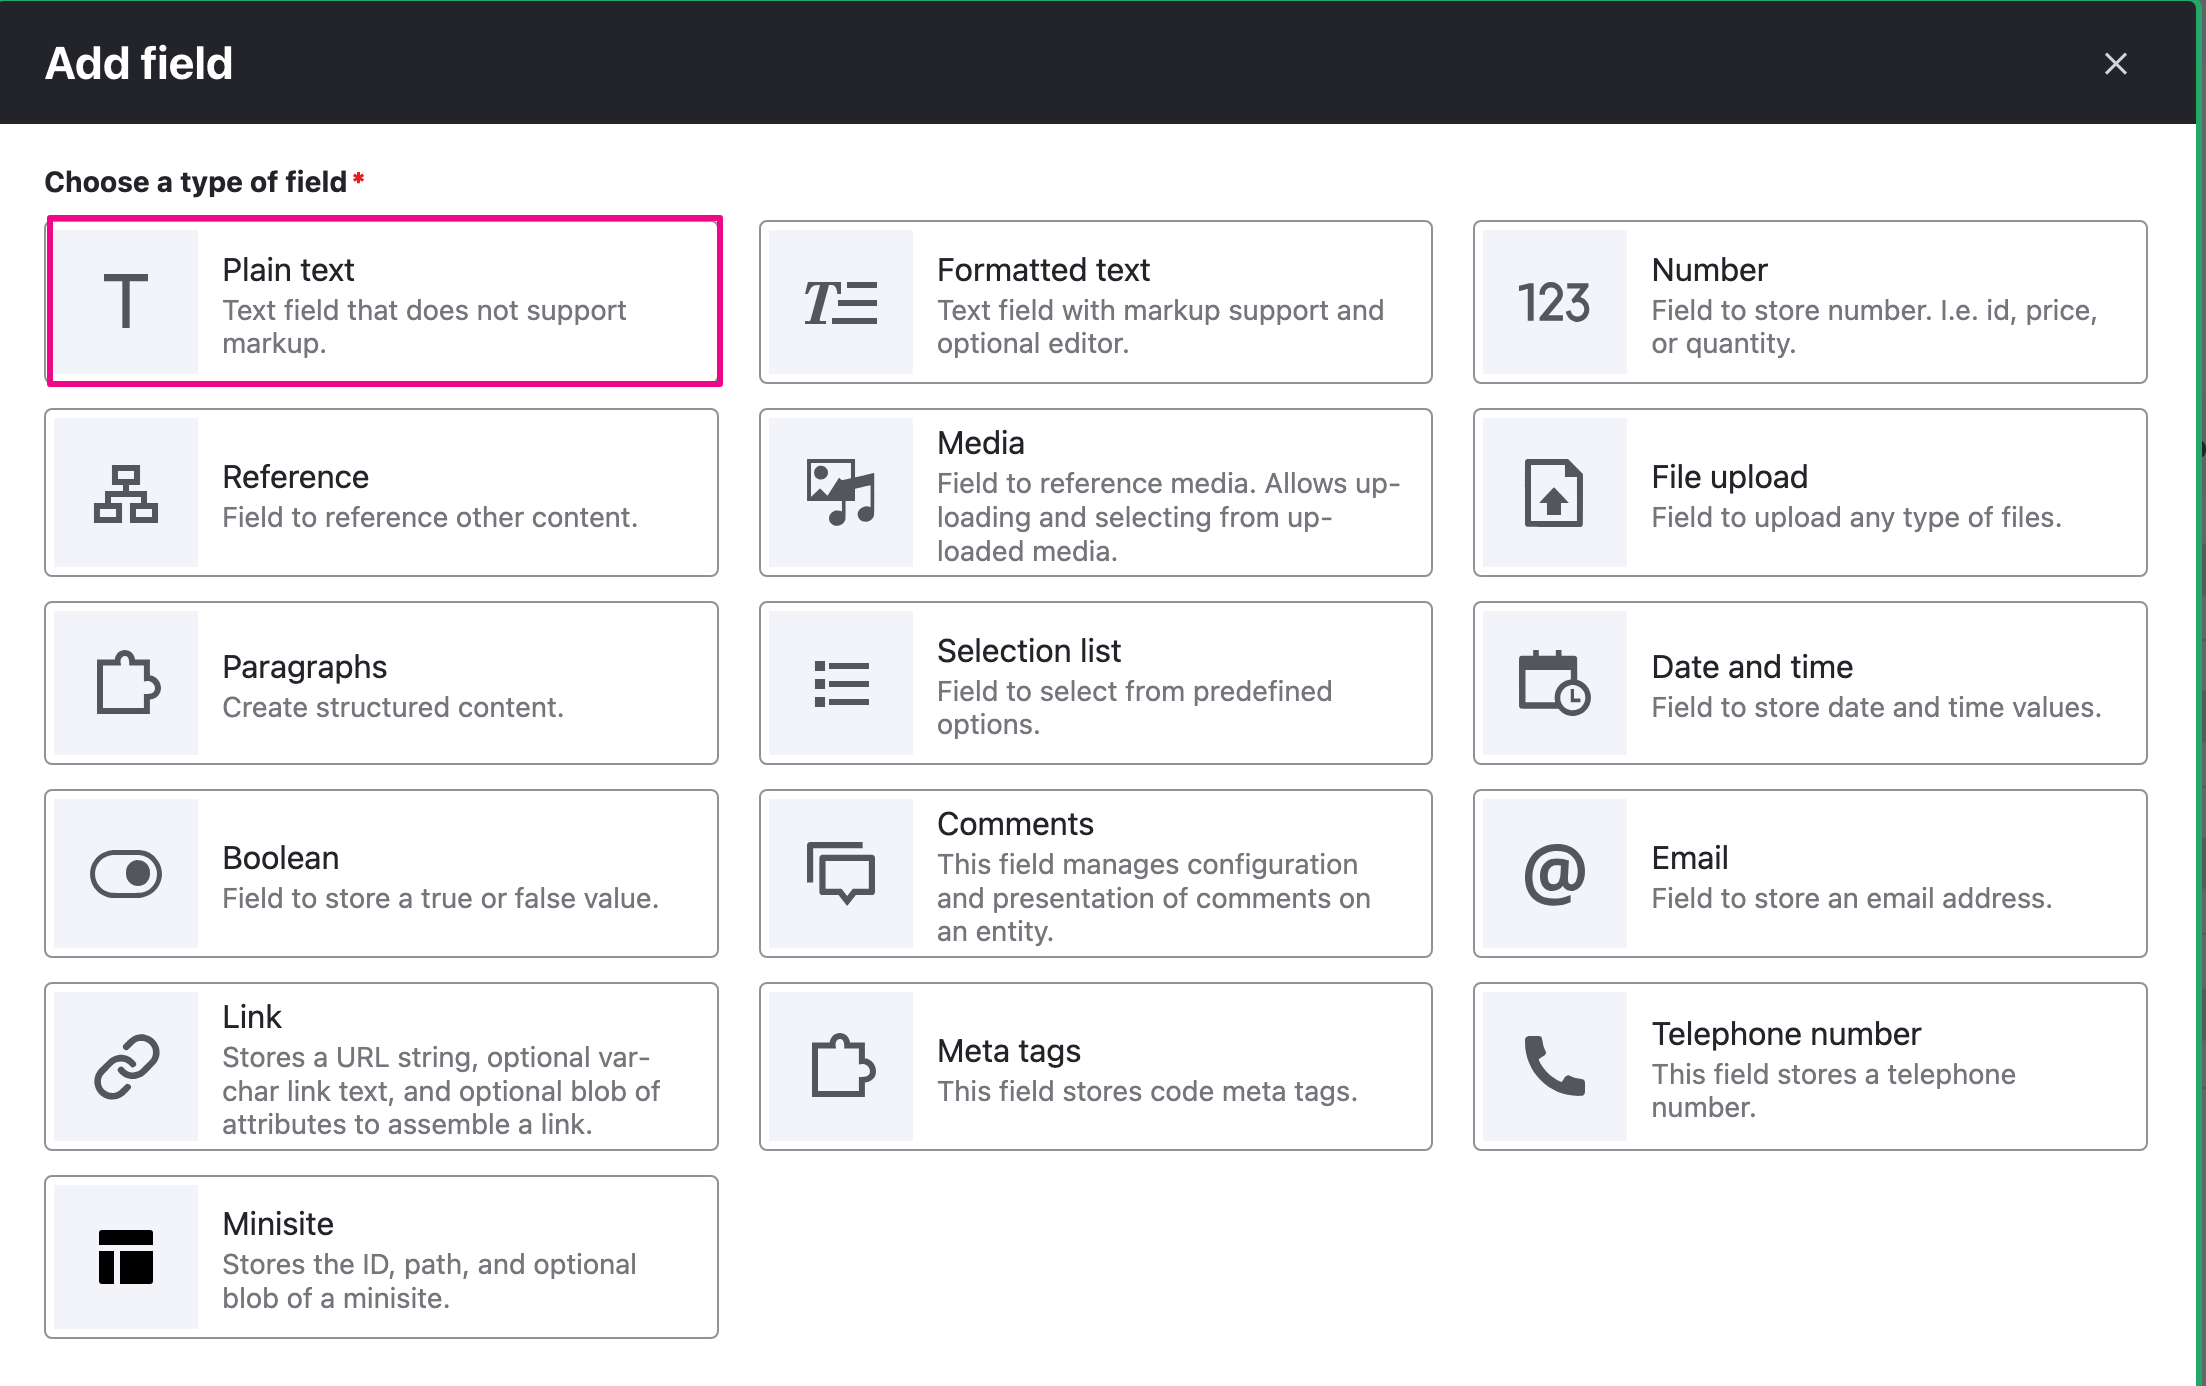 Add field
Choose a type of field*
T
Plain text
Text field that does not support
markup.
Formatted text
Text field with markup support and
optional editor.
123
Number
Field to store number. I.e. id, price,
or quantity.
Reference
Field to reference other content.
Media
Field to reference media. Allows up-
loading and selecting from up-
loaded media.
File upload
Field to upload any type of files.
Paragraphs
Create structured content.
Selection list
Field to select from predefined
options.
Date and time
Field to store date and time values.
Boolean
Field to store a true or false value.
Comments
This field manages configuration
and presentation of comments on
an entity.
@
Email
Field to store an email address.
Link
Stores a URL string, optional var-
char link text, and optional blob of
attributes to assemble a link.
Meta tags
This field stores code meta tags.
Telephone number
This field stores a telephone
number.
Minisite
Stores the ID, path, and optional
blob of a minisite.